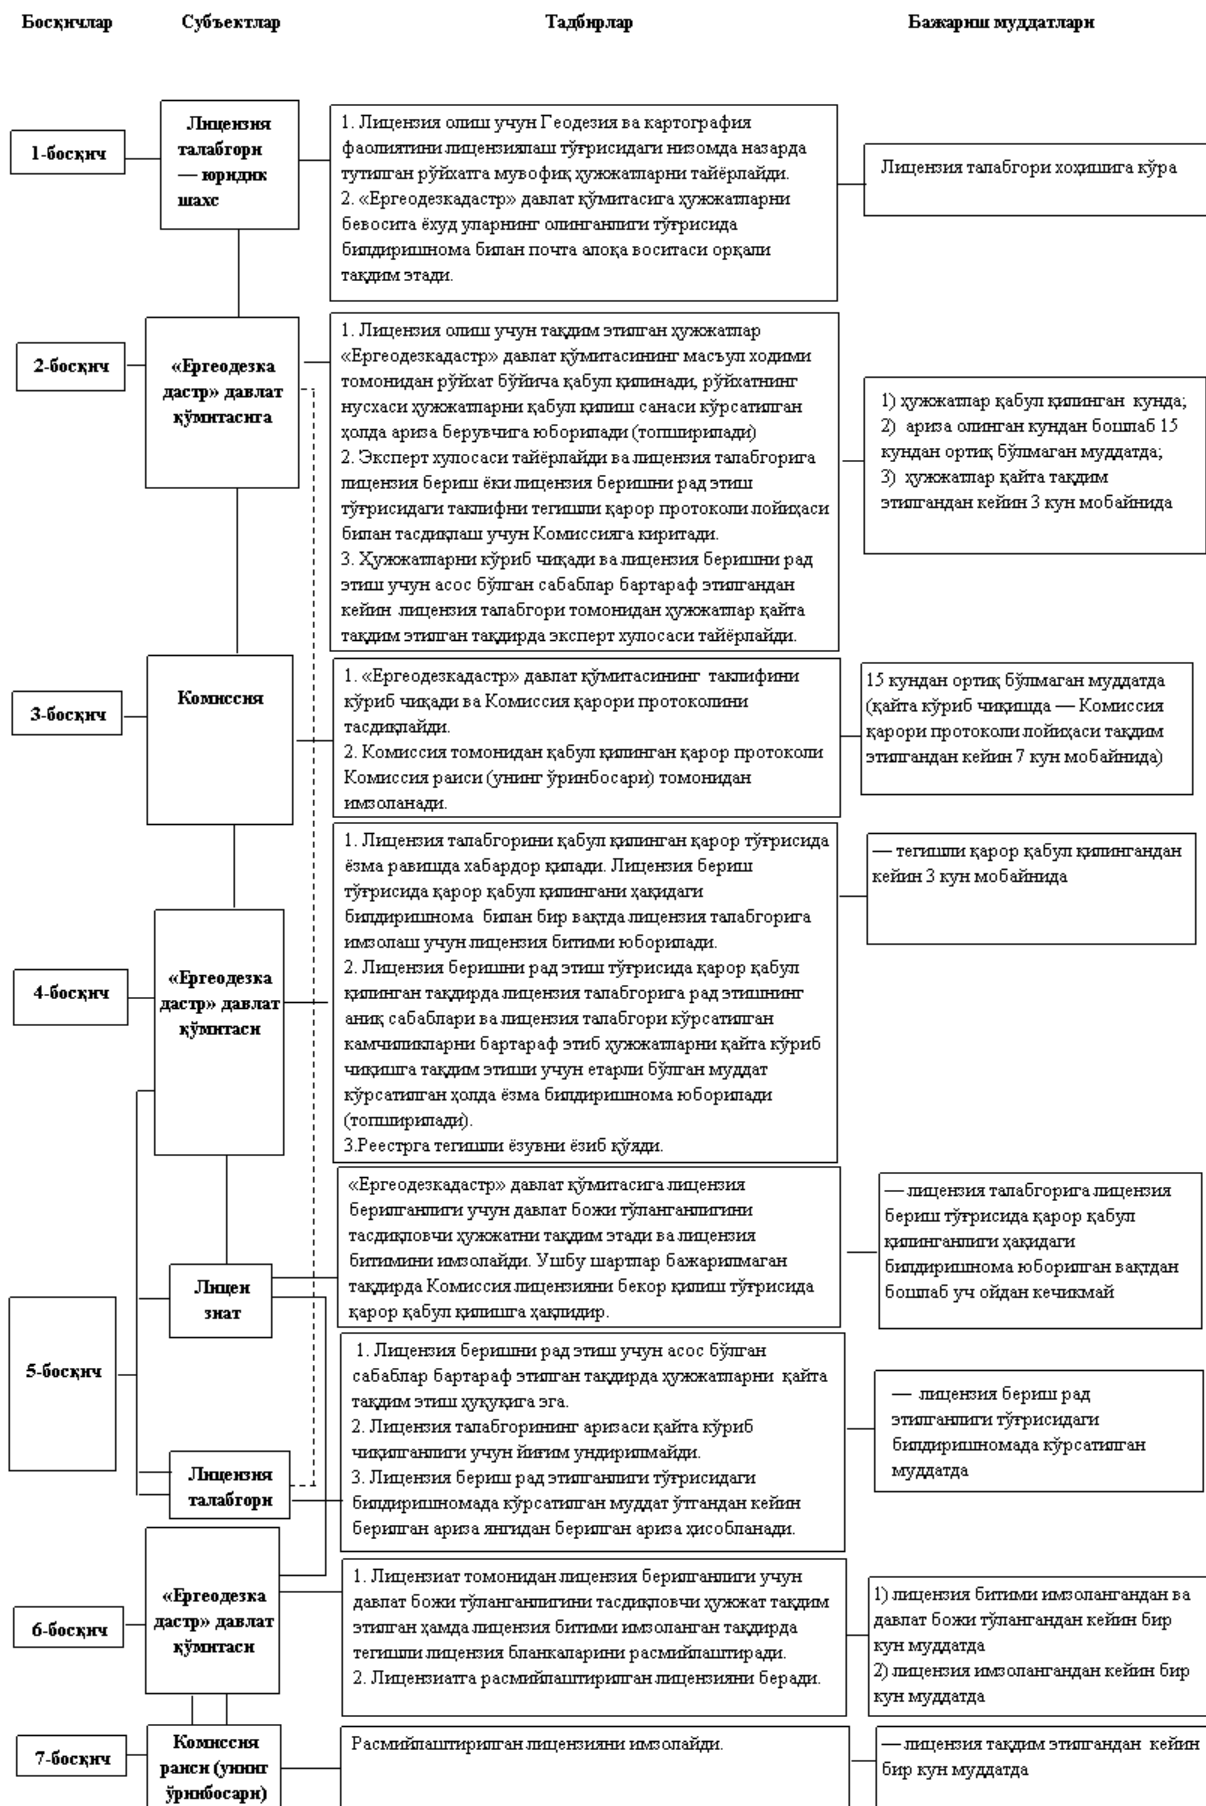 Босқичлар Субъектлар Тадбирлар Бажариш муддатлари
1-босқич
Лицензия
талабгори
— юридик
шахс
1. Лицензия олиш учун Геодезия ва картография
фаолиятини лицензиялаш тўғрисидаги низомда назарда
тутилган рўйхатга мувофиқ ҳужжатларни тайёрлайди.
2. «Ергеодезкадастр» давлат қўмитасига ҳужжатларни
бевосита ёхуд уларнинг олинганлиги тўғрисида
билдиришнома билан почта алоқа воситаси орқали
тақдим этади.
Лицензия талабгори хоҳишига кўра
2-босқич
«Ергеодезка
дастр» давлат
қўмитасига
1. Лицензия олиш учун тақдим этилган ҳужжатлар
«Ергеодезкадастр» давлат қўмитасининг масъул ходими
томонидан рўйхат бўйича қабул қилинади, рўйхатнинг
нусхаси ҳужжатларни қабул қилиш санаси кўрсатилган
ҳолда ариза берувчига юборилади (топширилади)
2. Эксперт хулосаси тайёрлайди ва лицензия талабгорига
лицензия бериш ёки лицензия беришни рад этиш
тўғрисидаги таклифни тегишли қарор протоколи лойиҳаси
билан тасдиқлаш учун Комиссияга киритади.
3. Ҳужжатларни кўриб чиқади ва лицензия беришни рад
этиш учун асос бўлган сабаблар бартараф этилгандан
кейин лицензия талабгори томонидан ҳужжатлар қайта
тақдим этилган тақдирда эксперт хулосаси тайёрлайди.
1) ҳужжатлар қабул қилинган кунда;
2) ариза олинган кундан бошлаб 15
кундан ортиқ бўлмаган муддатда;
3) ҳужжатлар қайта тақдим
этилгандан кейин 3 кун мобайнида
3-босқич
Комиссия
1. «Ергеодезкадастр» давлат қўмитасининг таклифини
кўриб чиқади ва Комиссия қарори протоколини
тасдиқлайди.
2. Комиссия томонидан қабул қилинган қарор протоколи
Комиссия раиси (унинг ўринбосари) томонидан
имзоланади.
15 кундан ортиқ бўлмаган муддатда
(қайта кўриб чиқишда — Комиссия
қарори протоколи лойиҳаси тақдим
этилгандан кейин 7 кун мобайнида)
4-босқич
«Ергеодезка
дастр» давлат
қўмитаси
1. Лицензия талабгорини қабул қилинган қарор тўғрисида
ёзма равишда хабардор қилади. Лицензия бериш
тўғрисида қарор қабул қилингани ҳақидаги
билдиришнома билан бир вақтда лицензия талабгорига
имзолаш учун лицензия битими юборилади.
2. Лицензия беришни рад этиш тўғрисида қарор қабул
қилинган тақдирда лицензия талабгорига рад этишнинг
аниқ сабаблари ва лицензия талабгори кўрсатилган
камчиликларни бартараф этиб ҳужжатларни қайта кўриб
чиқишга тақдим этиши учун етарли бўлган муддат
кўрсатилган ҳолда ёзма билдиришнома юборилади
(топширилади).
3.Реестрга тегишли ёзувни ёзиб қўяди.
— тегишли қарор қабул қилингандан
кейин 3 кун мобайнида
5-босқич
Лицен
зиат
«Ергеодезкадастр» давлат қўмитасига лицензия
берилганлиги учун давлат божи тўланганлигини
тасдиқловчи ҳужжатни тақдим этади ва лицензия
битимини имзолайди. Ушбу шартлар бажарилмаган
тақдирда Комиссия лицензияни бекор қилиш тўғрисида
қарор қабул қилишга ҳақлидир.
— лицензия талабгорига лицензия
бериш тўғрисида қарор қабул
қилинганлиги ҳақидаги
билдиришнома юборилган вақтдан
бошлаб уч ойдан кечикмай
Лицензия
талабгори
1. Лицензия беришни рад этиш учун асос бўлган
сабаблар бартараф этилган тақдирда ҳужжатларни қайта
тақдим этиш ҳуқуқига эга.
2. Лицензия талабгорининг аризаси қайта кўриб
чиқилганлиги учун йиғим ундирилмайди.
3. Лицензия бериш рад этилганлиги тўғрисидаги
билдиришномада кўрсатилган муддат ўтгандан кейин
берилган ариза янгидан берилган ариза ҳисобланади.
— лицензия бериш рад
этилганлиги тўғрисидаги
билдиришномада кўрсатилган
муддатда
6-босқич
«Ергеодезка
дастр» давлат
қўмитаси
1. Лицензиат томонидан лицензия берилганлиги учун
давлат божи тўланганлигини тасдиқловчи ҳужжат тақдим
этилган ҳамда лицензия битими имзоланган тақдирда
тегишли лицензия бланкаларини расмийлаштиради.
2. Лицензиатга расмийлаштирилган лицензияни беради.
1) лицензия битими имзолангандан ва
давлат божи тўлангандан кейин бир
кун муддатда
2) лицензия имзолангандан кейин бир
кун муддатда
7-босқич
Комиссия
раиси (унинг
ўринбосари)
Расмийлаштирилган лицензияни имзолайди.
— лицензия тақдим этилгандан кейин
бир кун муддатда